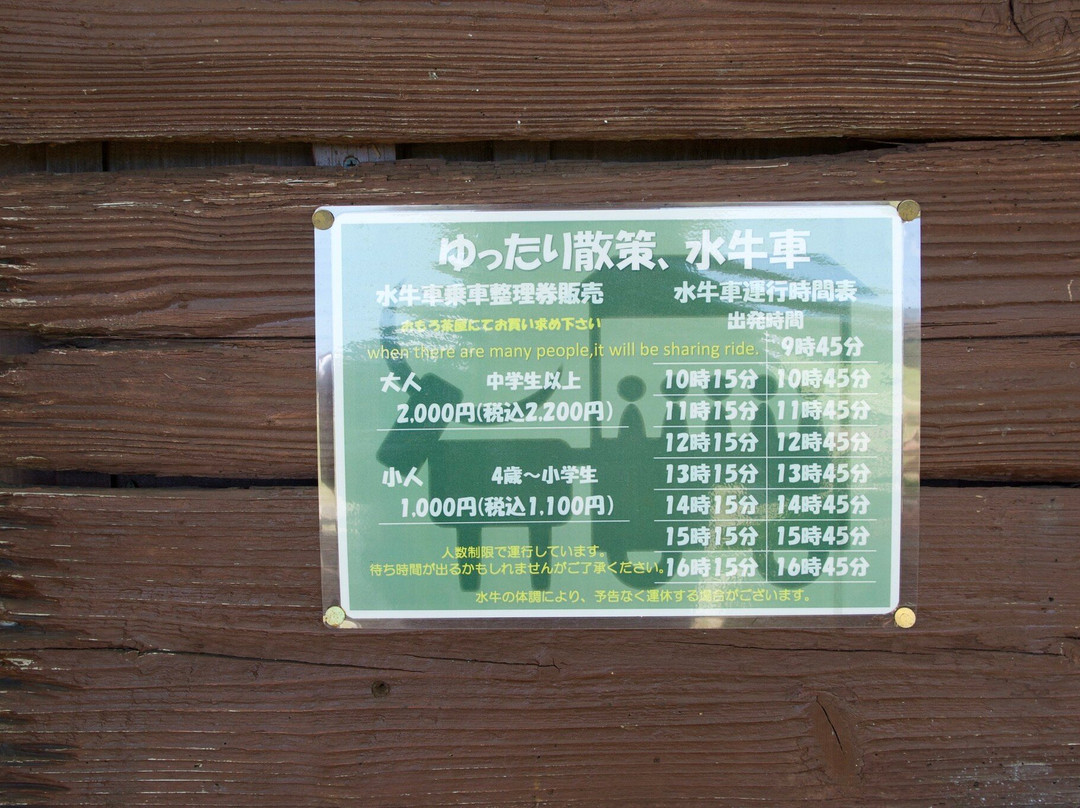 ゆったり散策、水牛車
水牛車乗車整理券販売
おもろ茶屋にてお買い求め下さい
when there are many people,it will be sharing ride.
大人 中学生以上
2,000円(税込2,200円)
小人 4歳～小学生
1,000円(税込1,100円)
人数制限で運行しています。
待ち時間が出るかもしれませんがご了承ください。
水牛の体調により、予告なく運休する場合がございます。
水牛車運行時間表
出発時間
9時45分
10時15分 10時45分
11時15分 11時45分
12時15分 12時45分
13時15分 13時45分
14時15分 14時45分
15時15分 15時45分
16時15分 16時45分